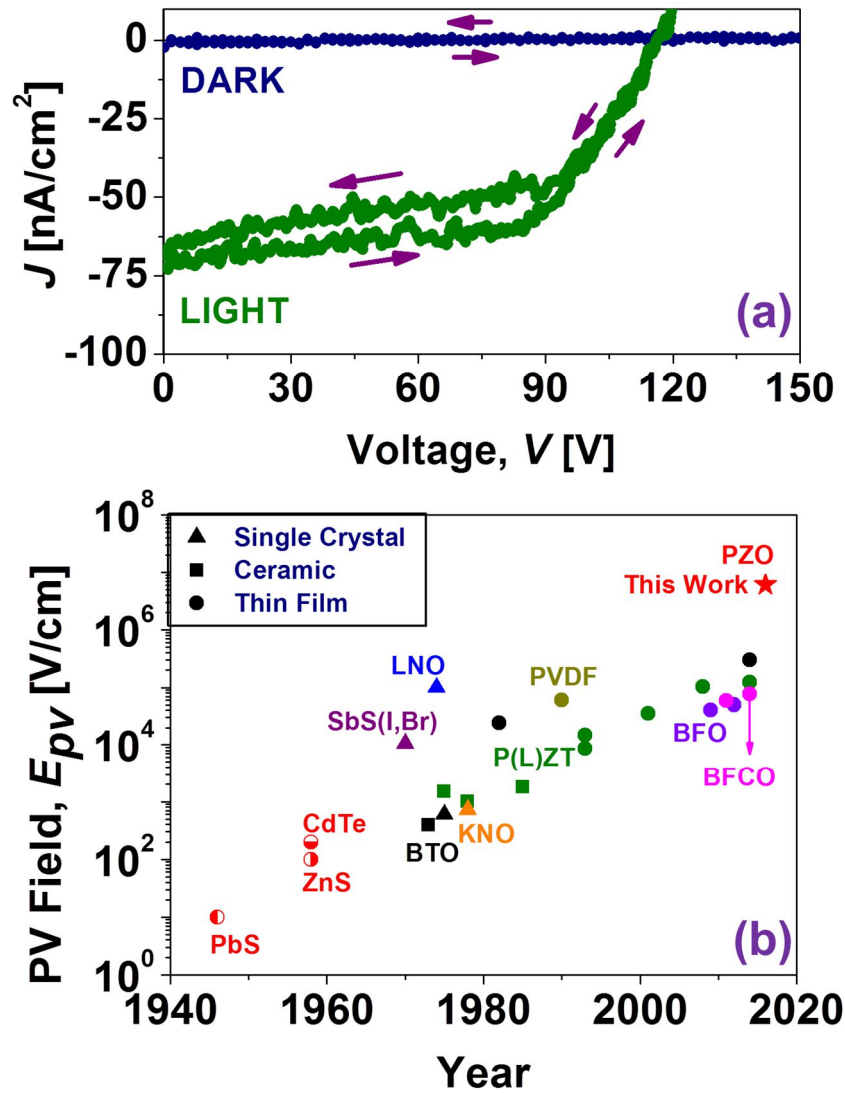 0
-25
-50
-75
-100
J [nA/cm²]
DARK
LIGHT
(a)
0 30 60 90 120 150
Voltage, V [V]
10⁸
10⁶
10⁴
10²
10⁰
PV Field, Epv [V/cm]
Single Crystal
Ceramic
Thin Film
PZO
This Work
LNO
PVDF
SbS(I,Br)
P(L)ZT
BFO
BFCO
CdTe
BTO
KNO
ZnS
PbS
(b)
1940 1960 1980 2000 2020
Year